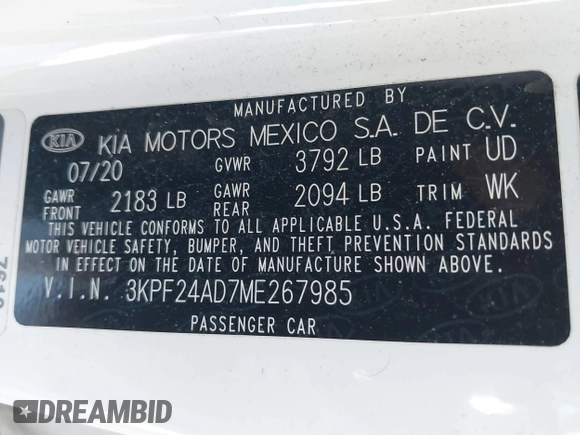 MANUFACTURED BY
KIA KIA MOTORS MEXICO S.A. DE C.V.
07/20 GVWR 3792 LB PAINT UD
GAWR FRONT 2183 LB GAWR REAR 2094 LB TRIM WK
THIS VEHICLE CONFORMS TO ALL APPLICABLE U.S.A. FEDERAL
MOTOR VEHICLE SAFETY, BUMPER, AND THEFT PREVENTION STANDARDS
IN EFFECT ON THE DATE OF MANUFACTURE SHOWN ABOVE.
V.I.N. 3KPF24AD7ME267985
PASSENGER CAR
DREAMBID